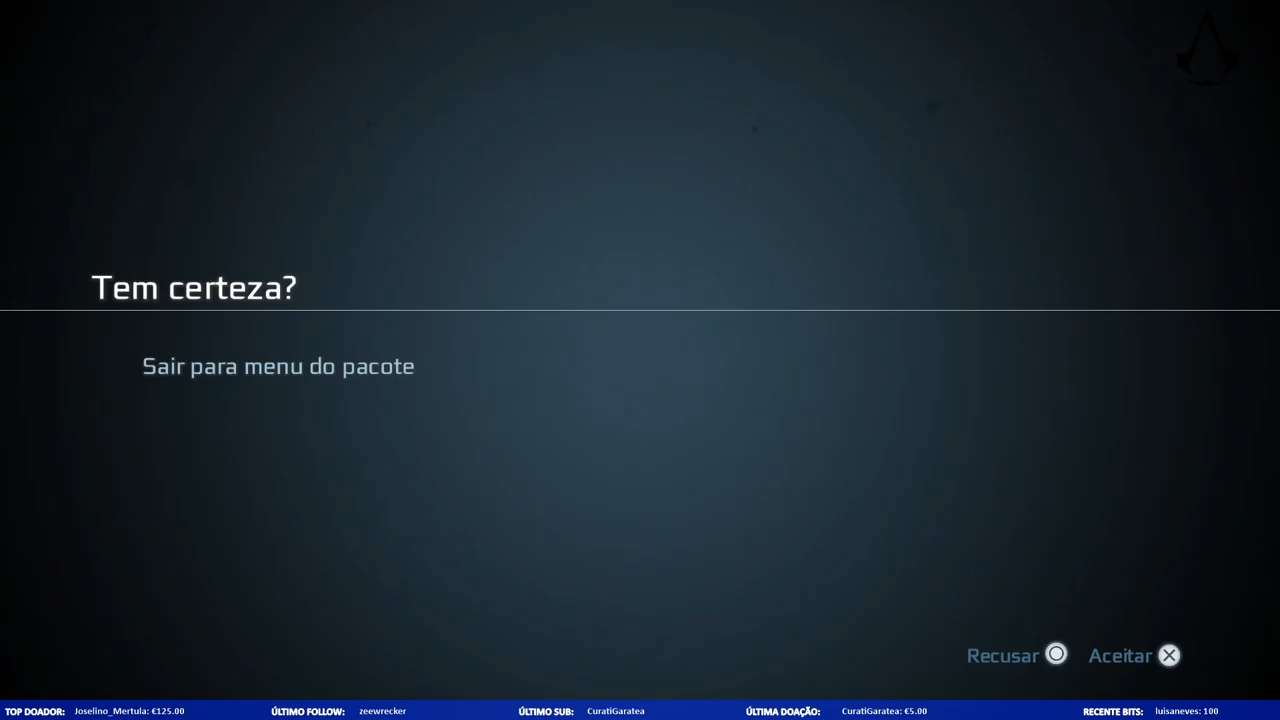 Tem certeza?
Sair para menu do pacote
Recusar Aceitar
TOP DOADOR: Joselino_Mertula: €125.00 ÚLTIMO FOLLOW: zeewrecker ÚLTIMO SUB: CuratiGaratea ÚLTIMA DOAÇÃO: CuratiGaratea: €5.00 RECENTE BITS: luisaneves: 100